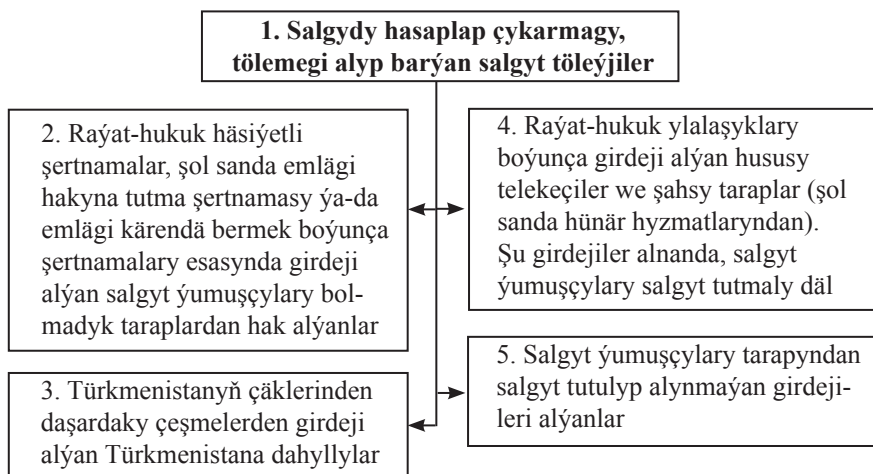 1. Salgydy hasaplap çykarmagy,
tölemegi alyp barýan salgyt töleýjiler
2. Raýat-hukuk häsiýetli
şertnamalar, şol sanda emlägi
hakyna tutma şertnamasy ýa-da
emlägi kärendä bermek boýunça
şertnamalary esasynda girdeji
alýan salgyt ýumuşçylary bol-
madyk taraplardan hak alýanlar
3. Türkmenistanyň çäklerinden
daşardaky çeşmelerden girdeji
alýan Türkmenistana dahyllylar
4. Raýat-hukuk ylalaşyklary
boýunça girdeji alýan hususy
telekeçiler we şahsy taraplar (şol
sanda hünär hyzmatlaryndan).
Şu girdejiler alnanda, salgyt
ýumuşçylary salgyt tutmaly däl
5. Salgyt ýumuşçylary tarapyndan
salgyt tutulyp alynmaýan girdeji-
leri alýanlar